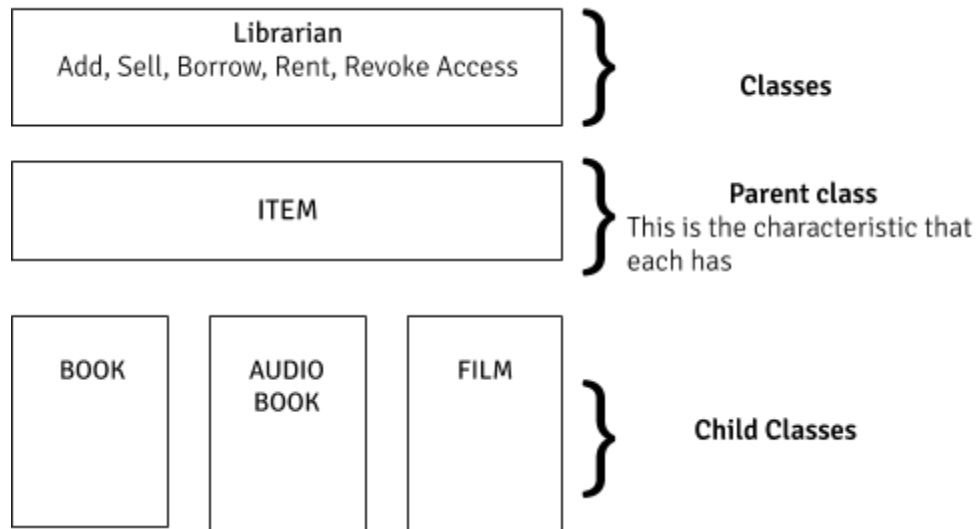 Librarian
Add, Sell, Borrow, Rent, Revoke Access
Classes
ITEM
Parent class
This is the characteristic that
each has
BOOK
AUDIO
BOOK
FILM
Child Classes